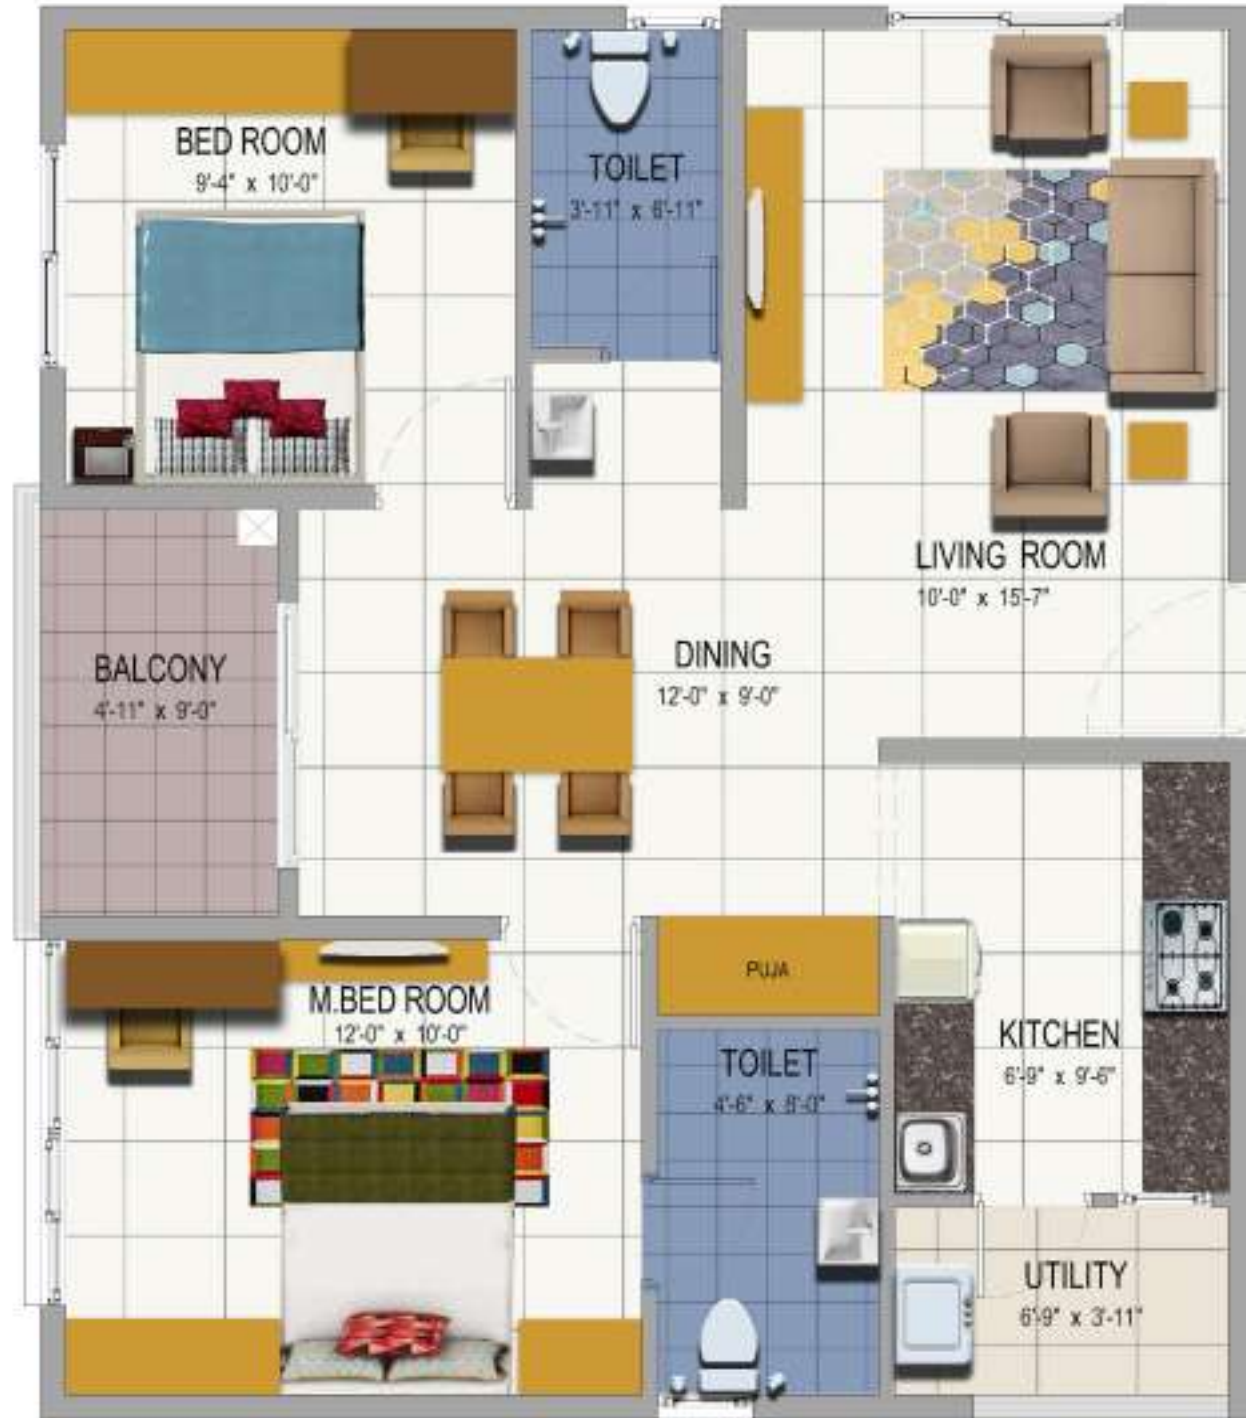 BED ROOM
9'-4" x 10'-0"
TOILET
3'-11" x 6'-11"
LIVING ROOM
10'-0" x 15'-7"
DINING
12'-0" x 9'-0"
BALCONY
4'-11" x 9'-0"
PUJA
M.BED ROOM
12'-0" x 10'-0"
TOILET
4'-6" x 8'-0"
KITCHEN
6'-9" x 9'-6"
UTILITY
6'-9" x 3'-11"